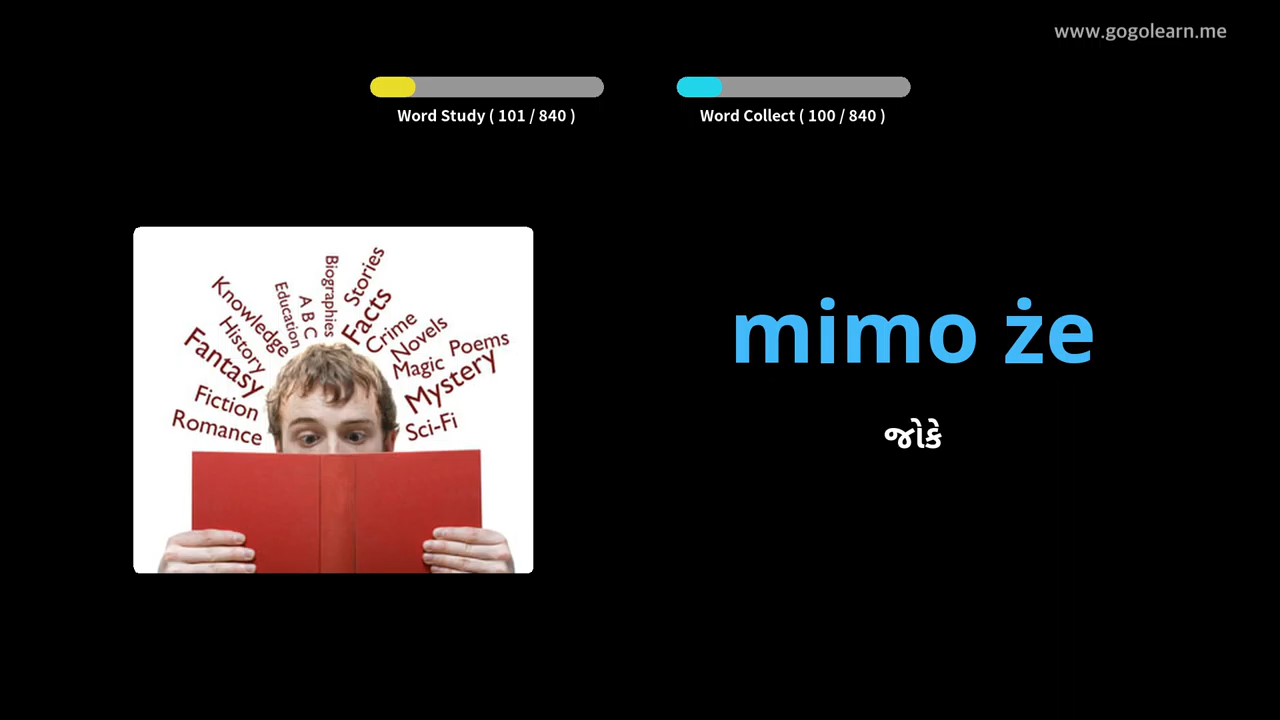 www.gogolearn.me
Word Study ( 101 / 840 )
Word Collect ( 100 / 840 )
Knowledge
History
Fantasy
Fiction
Romance
Education
A B C
Biographies
Stories
Facts
Crime
Novels
Magic
Poems
Mystery
Sci-Fi
mimo że
જોકે